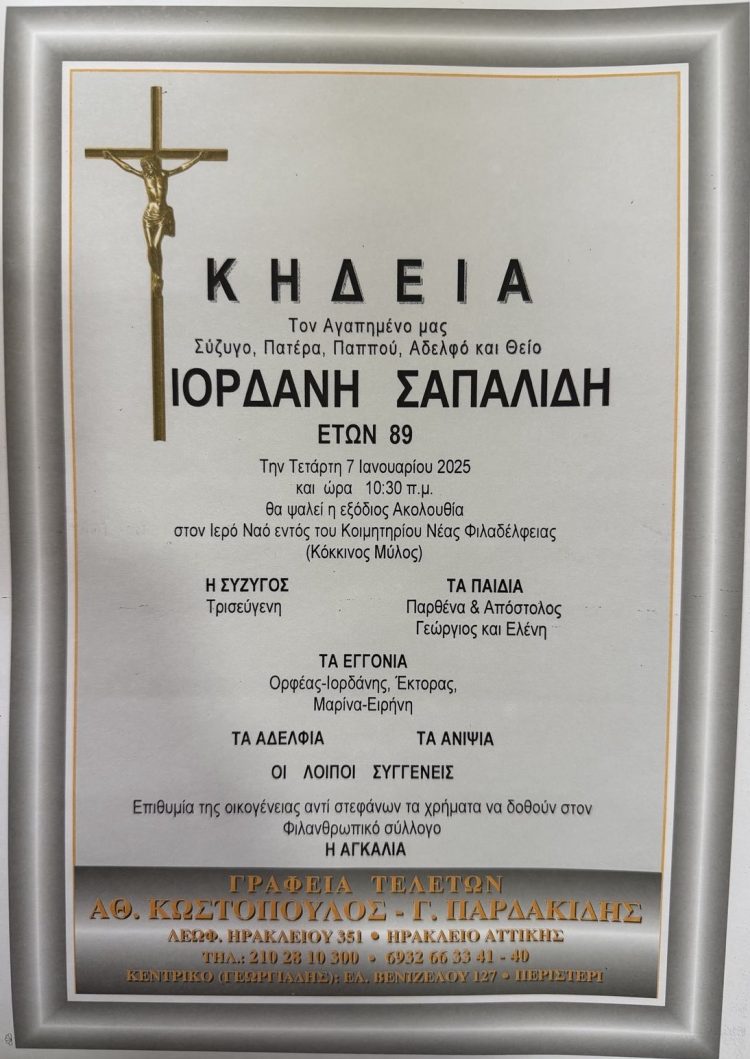 ΚΗΔΕΙΑ
Τον Αγαπημένο μας
Σύζυγο, Πατέρα, Παππού, Αδελφό και Θείο
ΙΟΡΔΑΝΗ ΣΑΠΑΛΙΔΗ
ΕΤΩΝ 89
Την Τετάρτη 7 Ιανουαρίου 2025
και ώρα 10:30 π.μ.
θα ψαλεί η εξόδιος Ακολουθία
στον Ιερό Ναό εντός του Κοιμητηρίου Νέας Φιλαδέλφειας
(Κόκκινος Μύλος)
Η ΣΥΖΥΓΟΣ ΤΑ ΠΑΙΔΙΑ
Τρισεύγενη Παρθένα & Απόστολος
Γεώργιος και Ελένη
ΤΑ ΕΓΓΟΝΙΑ
Ορφέας-Ιορδάνης, Έκτορας,
Μαρίνα-Ειρήνη
ΤΑ ΑΔΕΛΦΙΑ ΤΑ ΑΝΙΨΙΑ
ΟΙ ΛΟΙΠΟΙ ΣΥΓΓΕΝΕΙΣ
Επιθυμία της οικογένειας αντί στεφάνων τα χρήματα να δοθούν στον
Φιλανθρωπικό σύλλογο
Η ΑΓΚΑΛΙΑ
ΓΡΑΦΕΙΑ ΤΕΛΕΤΩΝ
ΑΘ. ΚΩΣΤΟΠΟΥΛΟΣ - Γ. ΠΑΡΔΑΚΙΔΗΣ
ΛΕΩΦ. ΗΡΑΚΛΕΙΟΥ 351 • ΗΡΑΚΛΕΙΟ ΑΤΤΙΚΗΣ
ΤΗΛ.: 210 28 10 300 • 6932 66 33 41 - 40
ΚΕΝΤΡΙΚΟ (ΓΕΩΡΓΙΑΔΗΣ): ΕΛ. ΒΕΝΙΖΕΛΟΥ 127 • ΠΕΡΙΣΤΕΡΙ